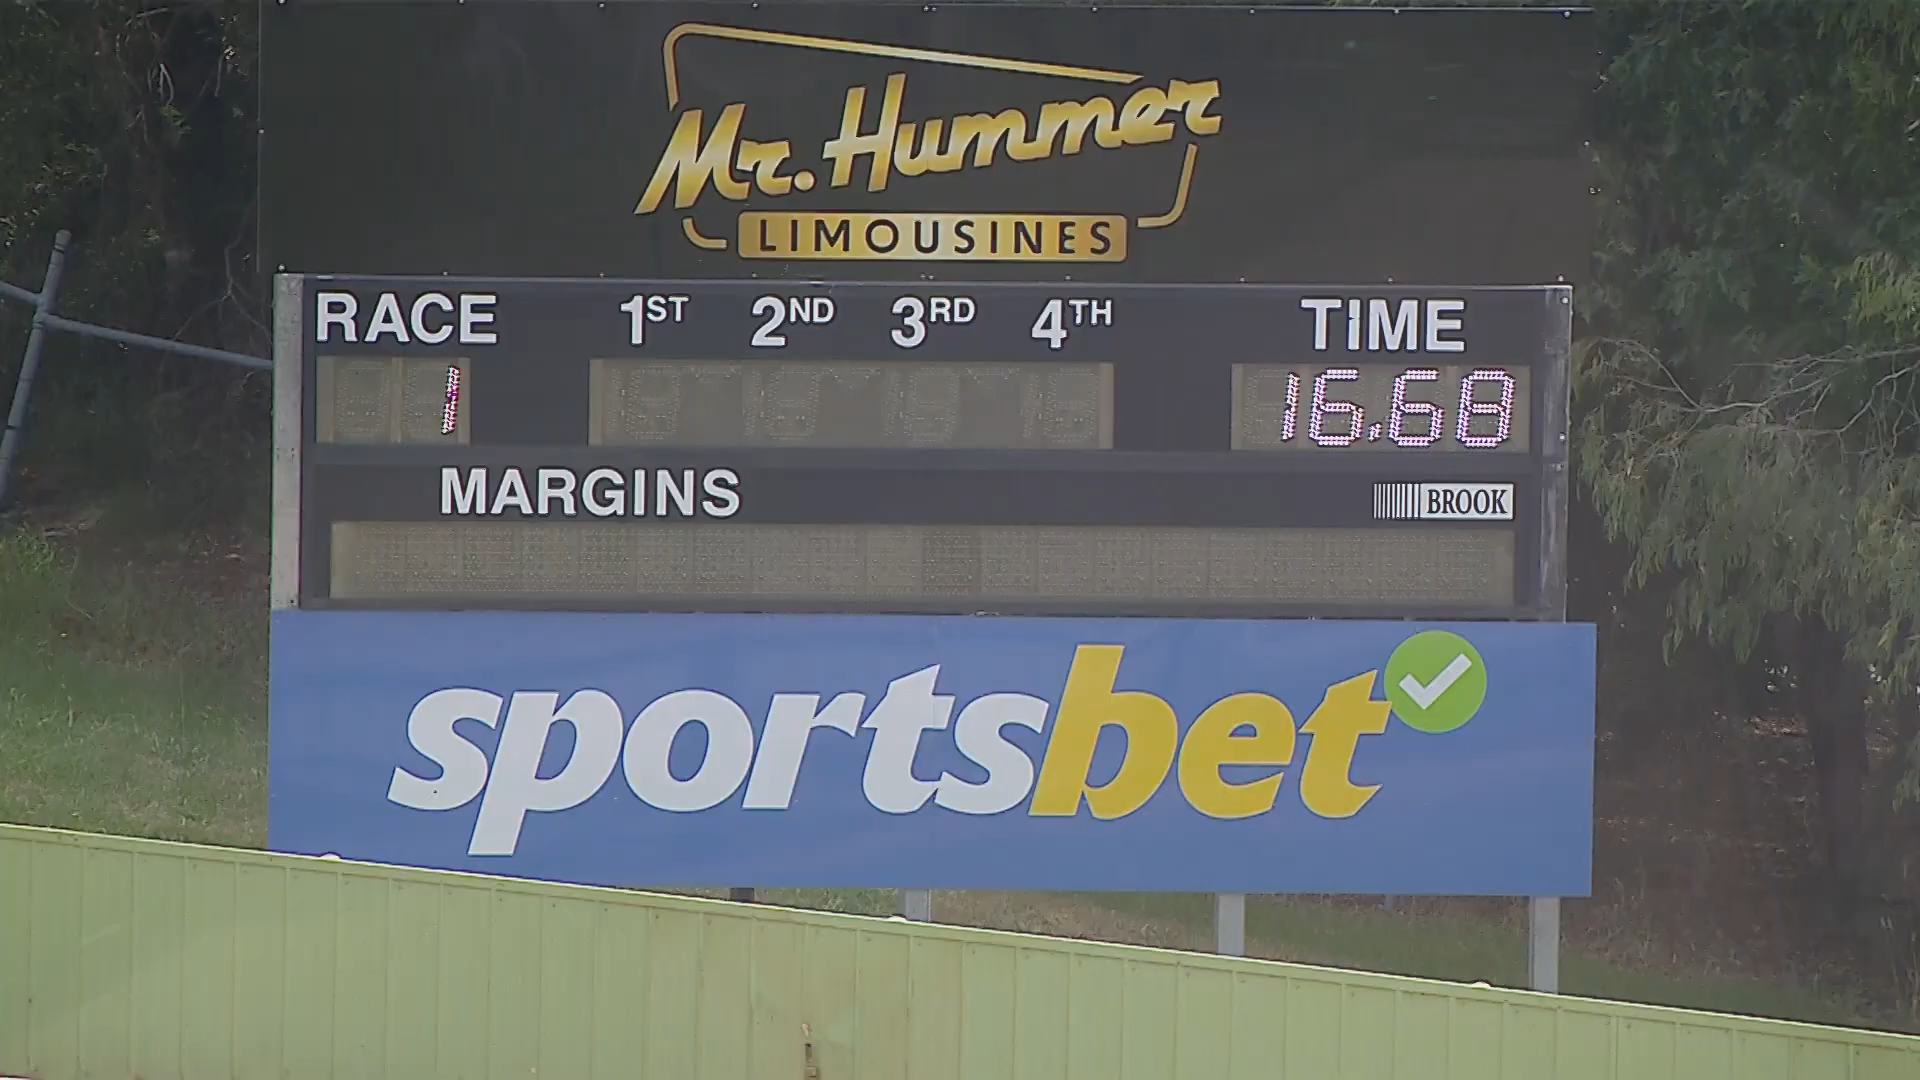 Mr. Hummer
LIMOUSINES
RACE 1ST 2ND 3RD 4TH TIME
1 16.68
MARGINS BROOK
sportsbet